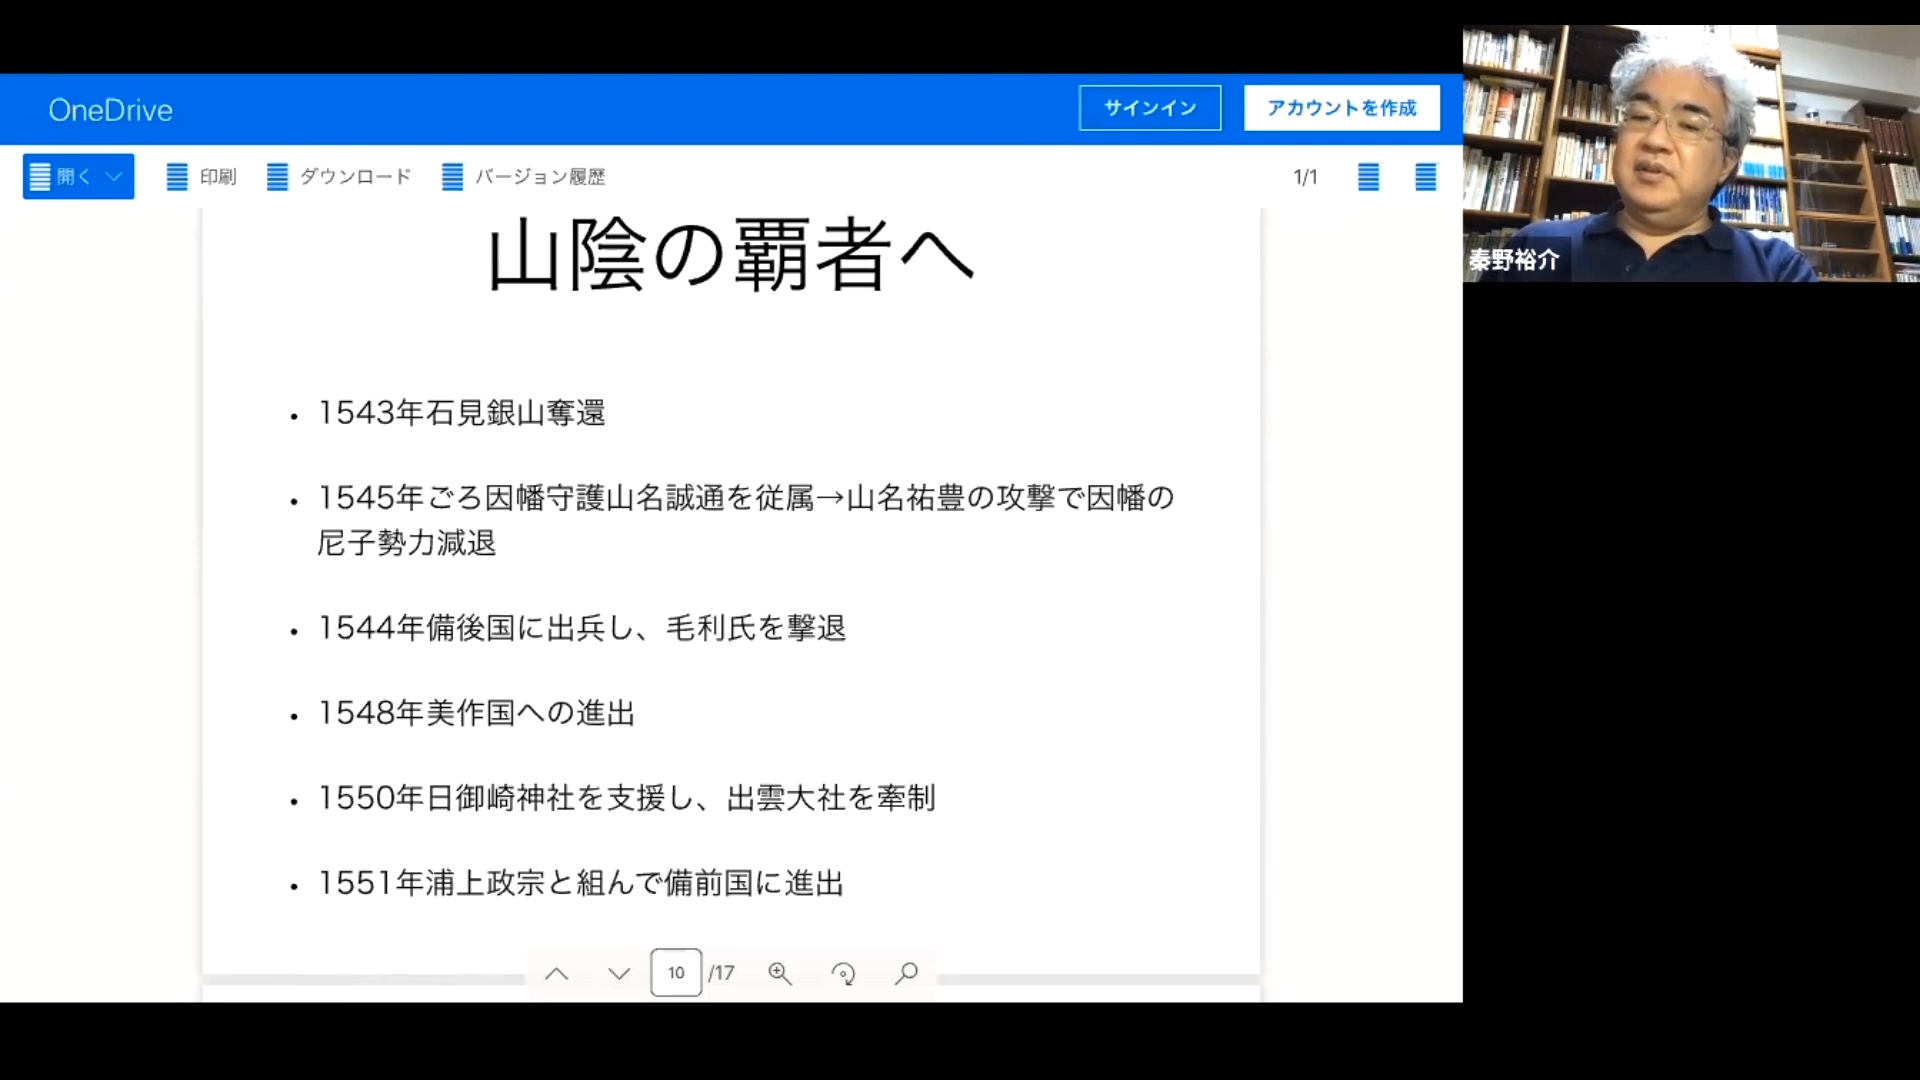 OneDrive
サインイン
アカウントを作成
開く
印刷
ダウンロード
バージョン履歴
1/1
秦野裕介
山陰の覇者へ
• 1543年石見銀山奪還
• 1545年ごろ因幡守護山名誠通を従属→山名祐豊の攻撃で因幡の
尼子勢力減退
• 1544年備後国に出兵し、毛利氏を撃退
• 1548年美作国への進出
• 1550年日御崎神社を支援し、出雲大社を牽制
• 1551年浦上政宗と組んで備前国に進出
10 /17